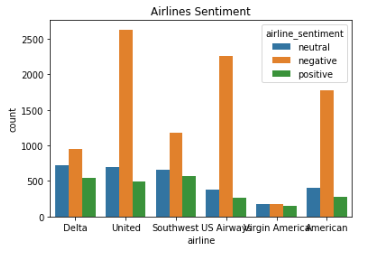 Airlines Sentiment
airline_sentiment
neutral
negative
positive
2500
2000
1500
1000
500
0
count
Delta United Southwest US Airways Virgin America American
airline